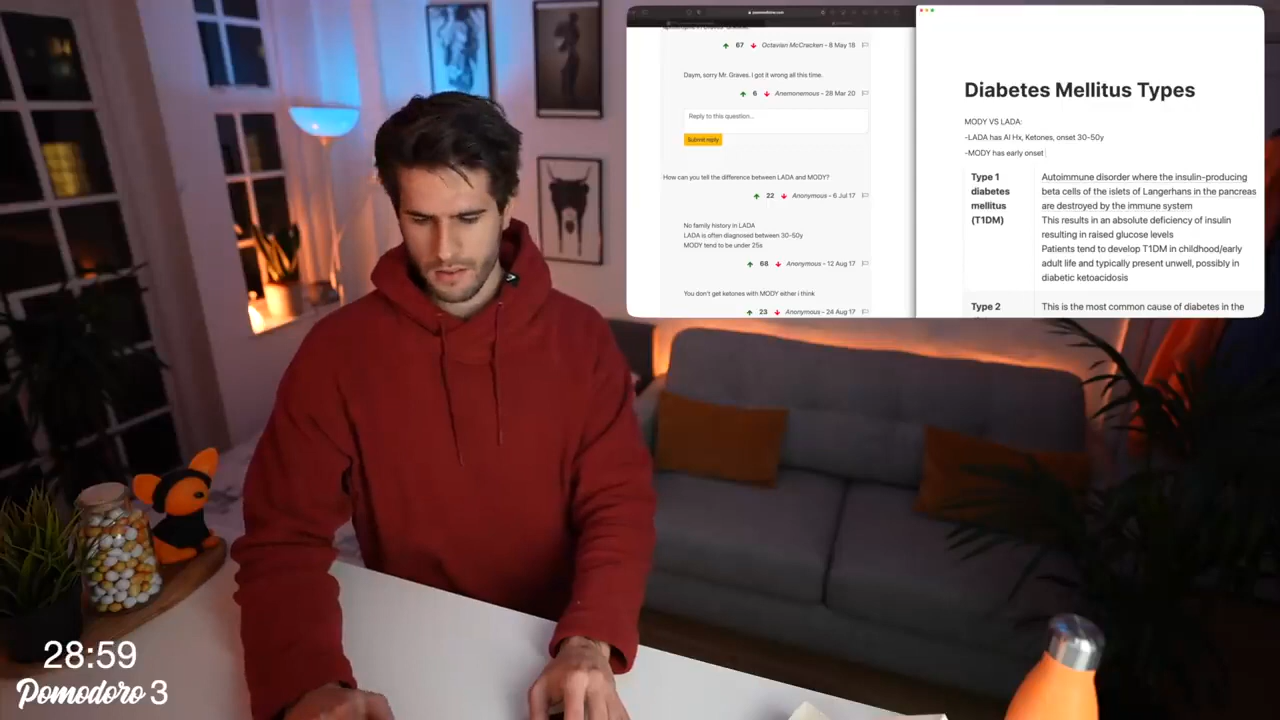 67 Octavian McCracken - 8 May 18
Daym, sorry Mr. Graves. I got it wrong all this time.
6 Anemonemous - 28 Mar 20
Reply to this question...
Submit reply
How can you tell the difference between LADA and MODY?
22 Anonymous - 6 Jul 17
No family history in LADA
LADA is often diagnosed between 30-50y
MODY tend to be under 25s
68 Anonymous - 12 Aug 17
You don't get ketones with MODY either i think
23 Anonymous - 24 Aug 17
Diabetes Mellitus Types
MODY VS LADA:
-LADA has AI Hx, Ketones, onset 30-50y
-MODY has early onset
Type 1
diabetes
mellitus
(T1DM)
Autoimmune disorder where the insulin-producing
beta cells of the islets of Langerhans in the pancreas
are destroyed by the immune system
This results in an absolute deficiency of insulin
resulting in raised glucose levels
Patients tend to develop T1DM in childhood/early
adult life and typically present unwell, possibly in
diabetic ketoacidosis
Type 2
This is the most common cause of diabetes in the
28:59
Pomodoro 3